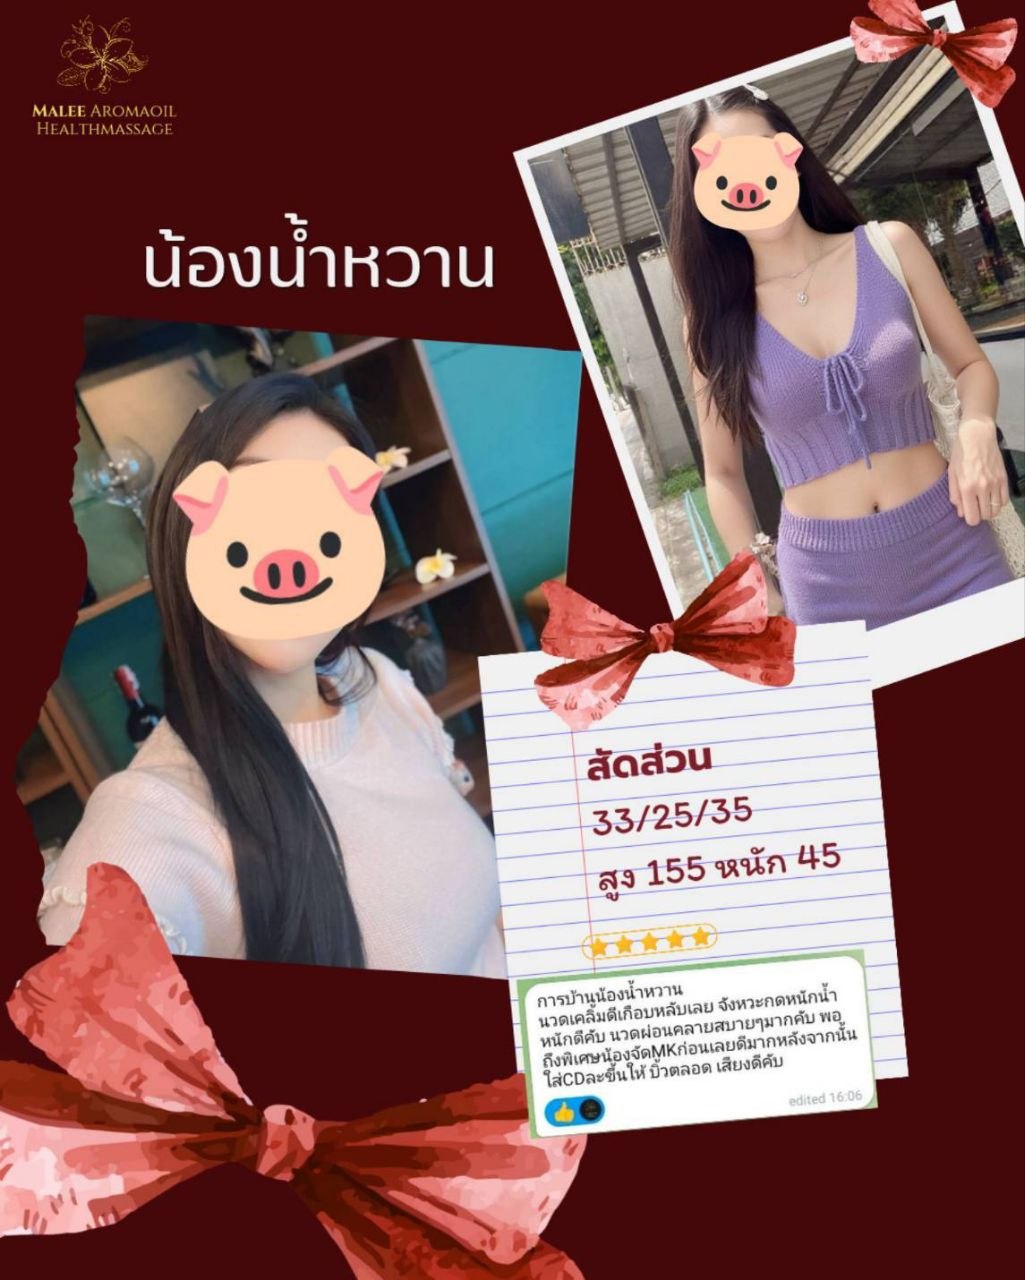 MALEE AROMAOIL
HEALTHMASSAGE
น้องน้ำหวาน
สัดส่วน
33/25/35
สูง 155 หนัก 45
การบ้านน้องน้ำหวาน
นวดเคลิ้มดีเกือบหลับเลย จังหวะกดหนักน้ำ
หนักดีคับ นวดผ่อนคลายสบายๆมากคับ พอ
ถึงพิเศษน้องจัดMKก่อนเลยดีมากหลังจากนั้น
ใส่CDละขึ้นให้ บิ้วตลอด เสียงดีคับ
edited 16:06